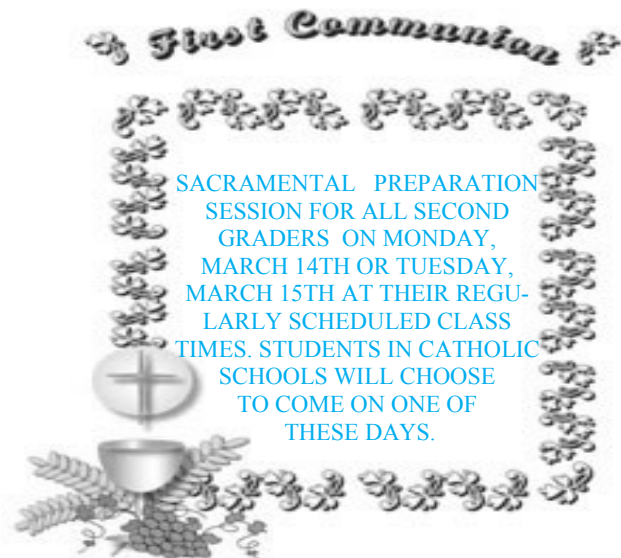 First Communion
SACRAMENTAL PREPARATION
SESSION FOR ALL SECOND
GRADERS ON MONDAY,
MARCH 14TH OR TUESDAY,
MARCH 15TH AT THEIR REGU-
LARLY SCHEDULED CLASS
TIMES. STUDENTS IN CATHOLIC
SCHOOLS WILL CHOOSE
TO COME ON ONE OF
THESE DAYS.